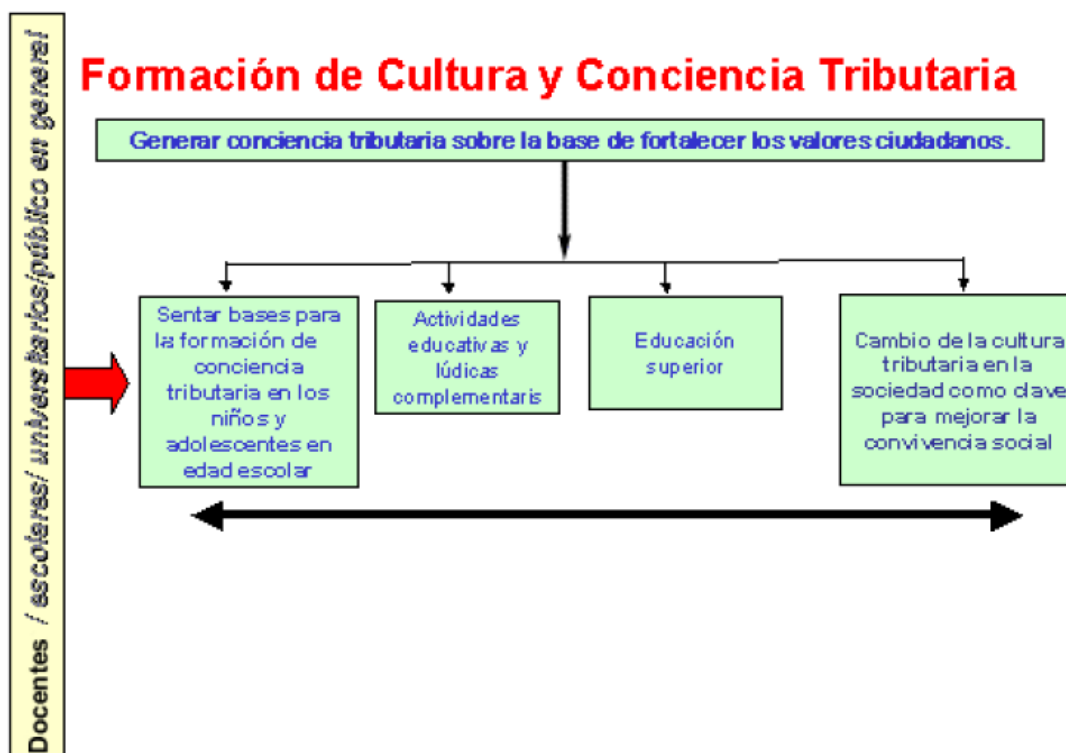 Docentes / escolares/ universitarios/público en general
Formación de Cultura y Conciencia Tributaria
Generar conciencia tributaria sobre la base de fortalecer los valores ciudadanos.
Sentar bases para
la formación de
conciencia
tributaria en los
niños y
adolescentes en
edad escolar
Actividades
educativas y
lúdicas
complementaris
Educación
superior
Cambio de la cultura
tributaria en la
sociedad como clave
para mejorar la
convivencia social